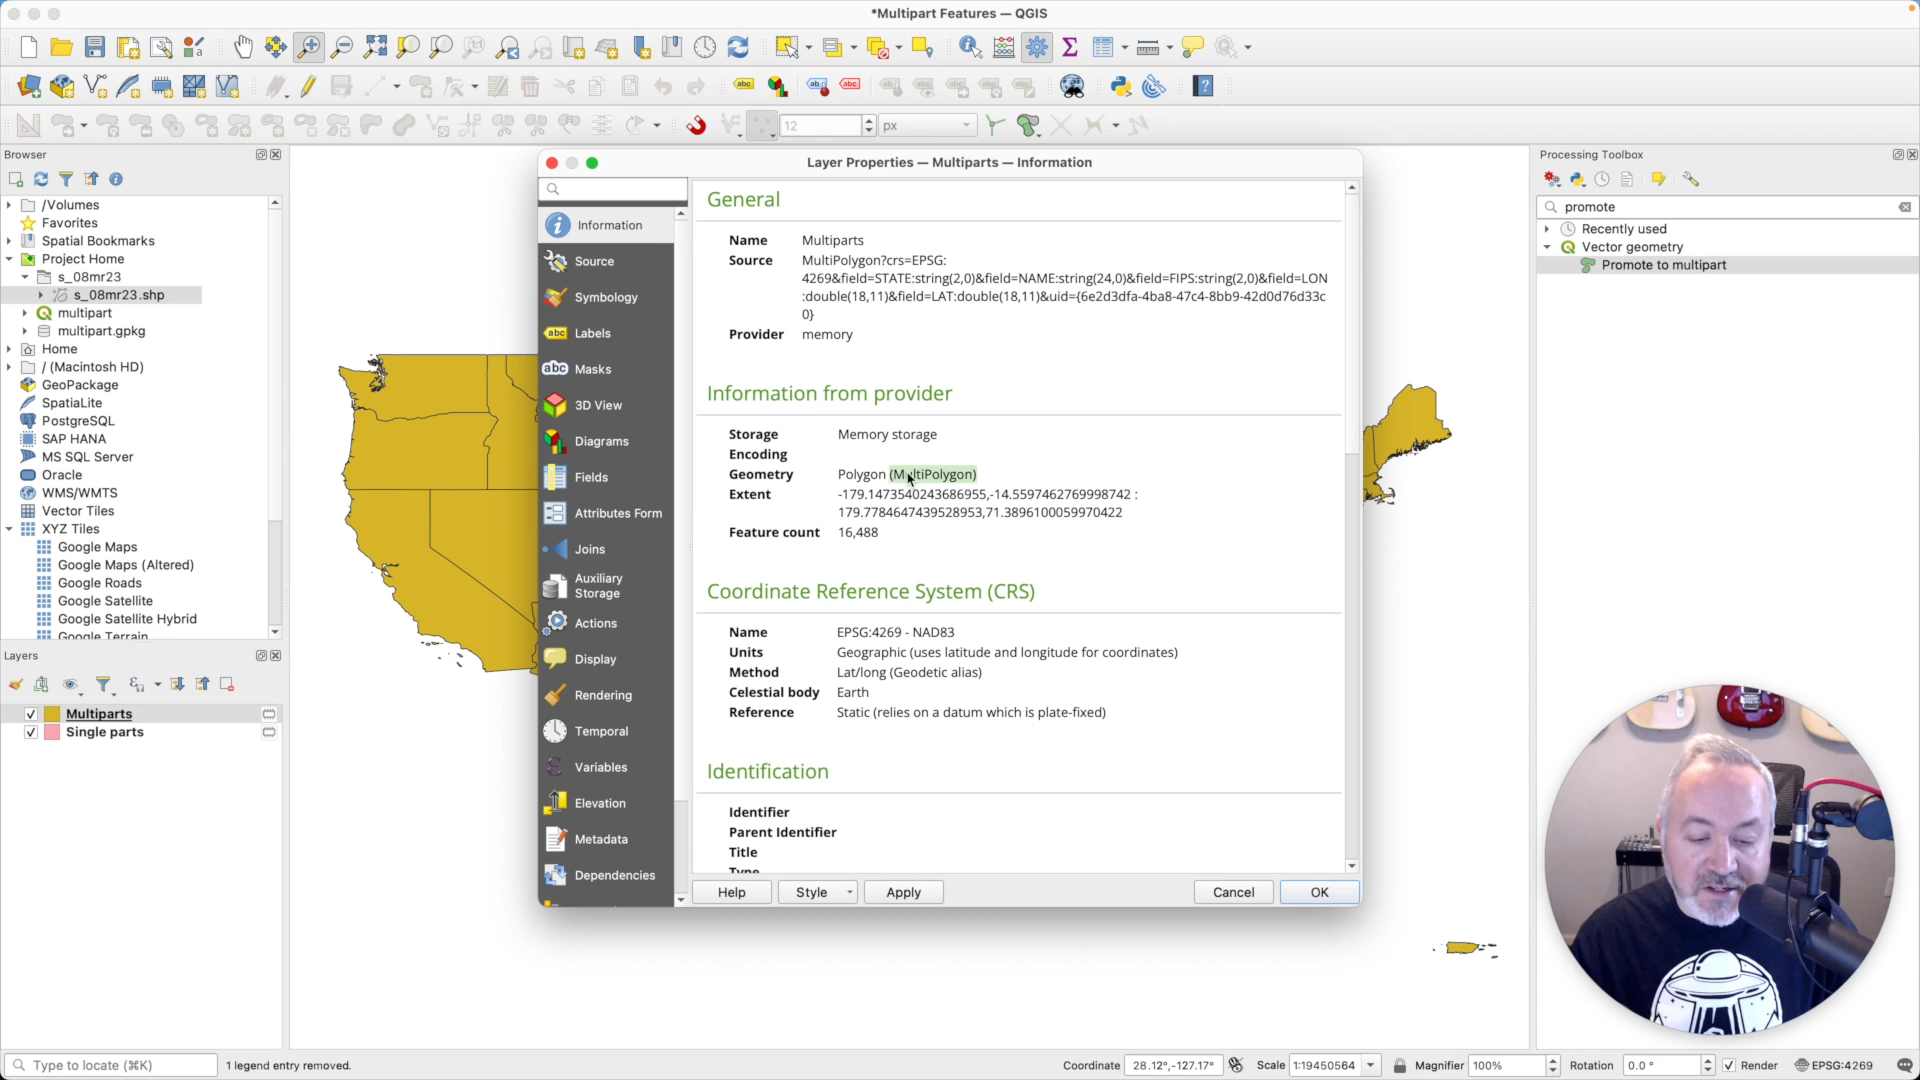 *Multipart Features — QGIS
12
px
Browser
/Volumes
Favorites
Spatial Bookmarks
Project Home
s_08mr23
s_08mr23.shp
multipart
multipart.gpkg
Home
/ (Macintosh HD)
GeoPackage
SpatiaLite
PostgreSQL
SAP HANA
MS SQL Server
Oracle
WMS/WMTS
Vector Tiles
XYZ Tiles
Google Maps
Google Maps (Altered)
Google Roads
Google Satellite
Google Satellite Hybrid
Google Terrain
Layers
Multiparts
Single parts
Layer Properties — Multiparts — Information
Information
Source
Symbology
Labels
Masks
3D View
Diagrams
Fields
Attributes Form
Joins
Auxiliary
Storage
Actions
Display
Rendering
Temporal
Variables
Elevation
Metadata
Dependencies
General
Name Multiparts
Source MultiPolygon?crs=EPSG:
4269&field=STATE:string(2,0)&field=NAME:string(24,0)&field=FIPS:string(2,0)&field=LON
:double(18,11)&field=LAT:double(18,11)&uid={6e2d3dfa-4ba8-47c4-8bb9-42d0d76d33c
0}
Provider memory
Information from provider
Storage Memory storage
Encoding
Geometry Polygon (MultiPolygon)
Extent -179.1473540243686955,-14.5597462769998742 :
179.7784647439528953,71.3896100059970422
Feature count 16,488
Coordinate Reference System (CRS)
Name EPSG:4269 - NAD83
Units Geographic (uses latitude and longitude for coordinates)
Method Lat/long (Geodetic alias)
Celestial body Earth
Reference Static (relies on a datum which is plate-fixed)
Identification
Identifier
Parent Identifier
Title
Type
Help Style Apply Cancel OK
Processing Toolbox
promote
Recently used
Vector geometry
Promote to multipart
Type to locate (⌘K) 1 legend entry removed. Coordinate 28.12°,-127.17° Scale 1:19450564 Magnifier 100% Rotation 0.0 ° Render EPSG:4269